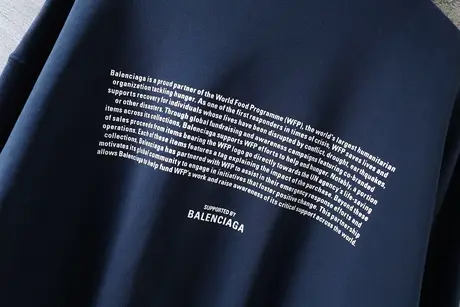 Balenciaga is a proud partner of the World Food Programme (WFP), the world's largest humanitarian
organization tackling hunger. As one of the first responders in times of crisis, WFP saves lives and
supports recovery for individuals whose lives have been disrupted by conflict, drought, earthquakes,
or other disasters. Through global fundraising and awareness campaigns featuring co-branded
items across its collections, Balenciaga supports WFP efforts to help end hunger. Notably, a portion
of sales proceeds from items bearing the WFP logo go directly towards the UN agency's life-saving
operations. Each of these items features a tag explaining the impact of the purchase. Beyond these
collections, Balenciaga has partnered with WFP to assist in their emergency response efforts and
motivates its global community to engage in initiatives that foster positive change. This partnership
allows Balenciaga help fund WFP's work and raise awareness of its critical support across the world.
SUPPORTED BY
BALENCIAGA